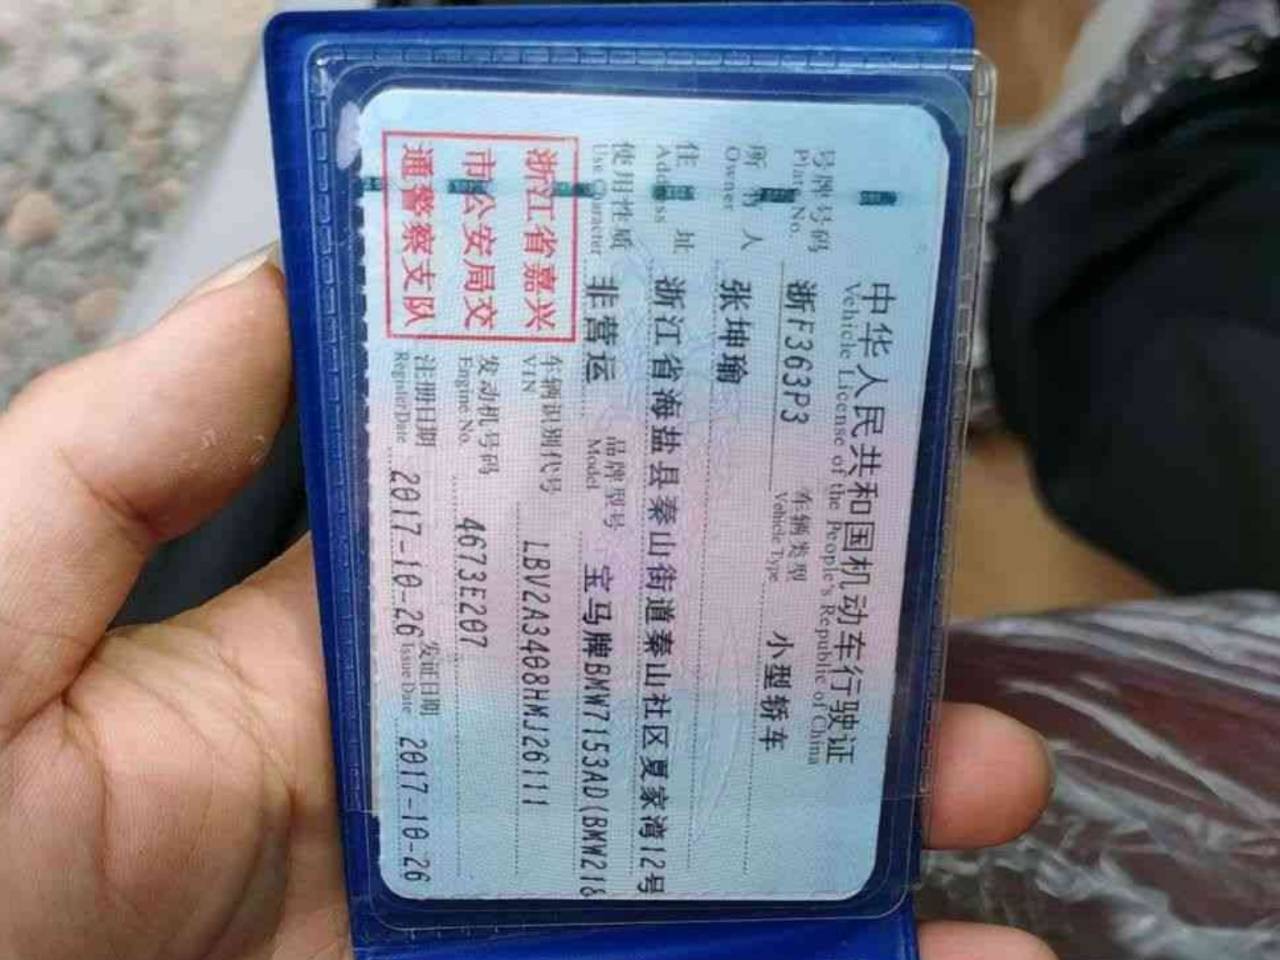 中华人民共和国机动车行驶证
Vehicle License of the People's Republic of China
号牌号码 浙F363P3 车辆类型 小型轿车
Plate No. Vehicle Type
所有人 张坤瑜
Owner
住址 浙江省海盐县秦山街道秦山社区夏家湾12号
Address
使用性质 非营运 品牌型号 宝马牌BMW7153AD(BMW218
Use Character Model
浙江省嘉兴
市公安局交
通警察支队
车辆识别代号 LBV2A3408HMJ26111
VIN
发动机号码 4673E207
Engine No.
注册日期 2017-10-26 发证日期 2017-10-26
Register Date Issue Date